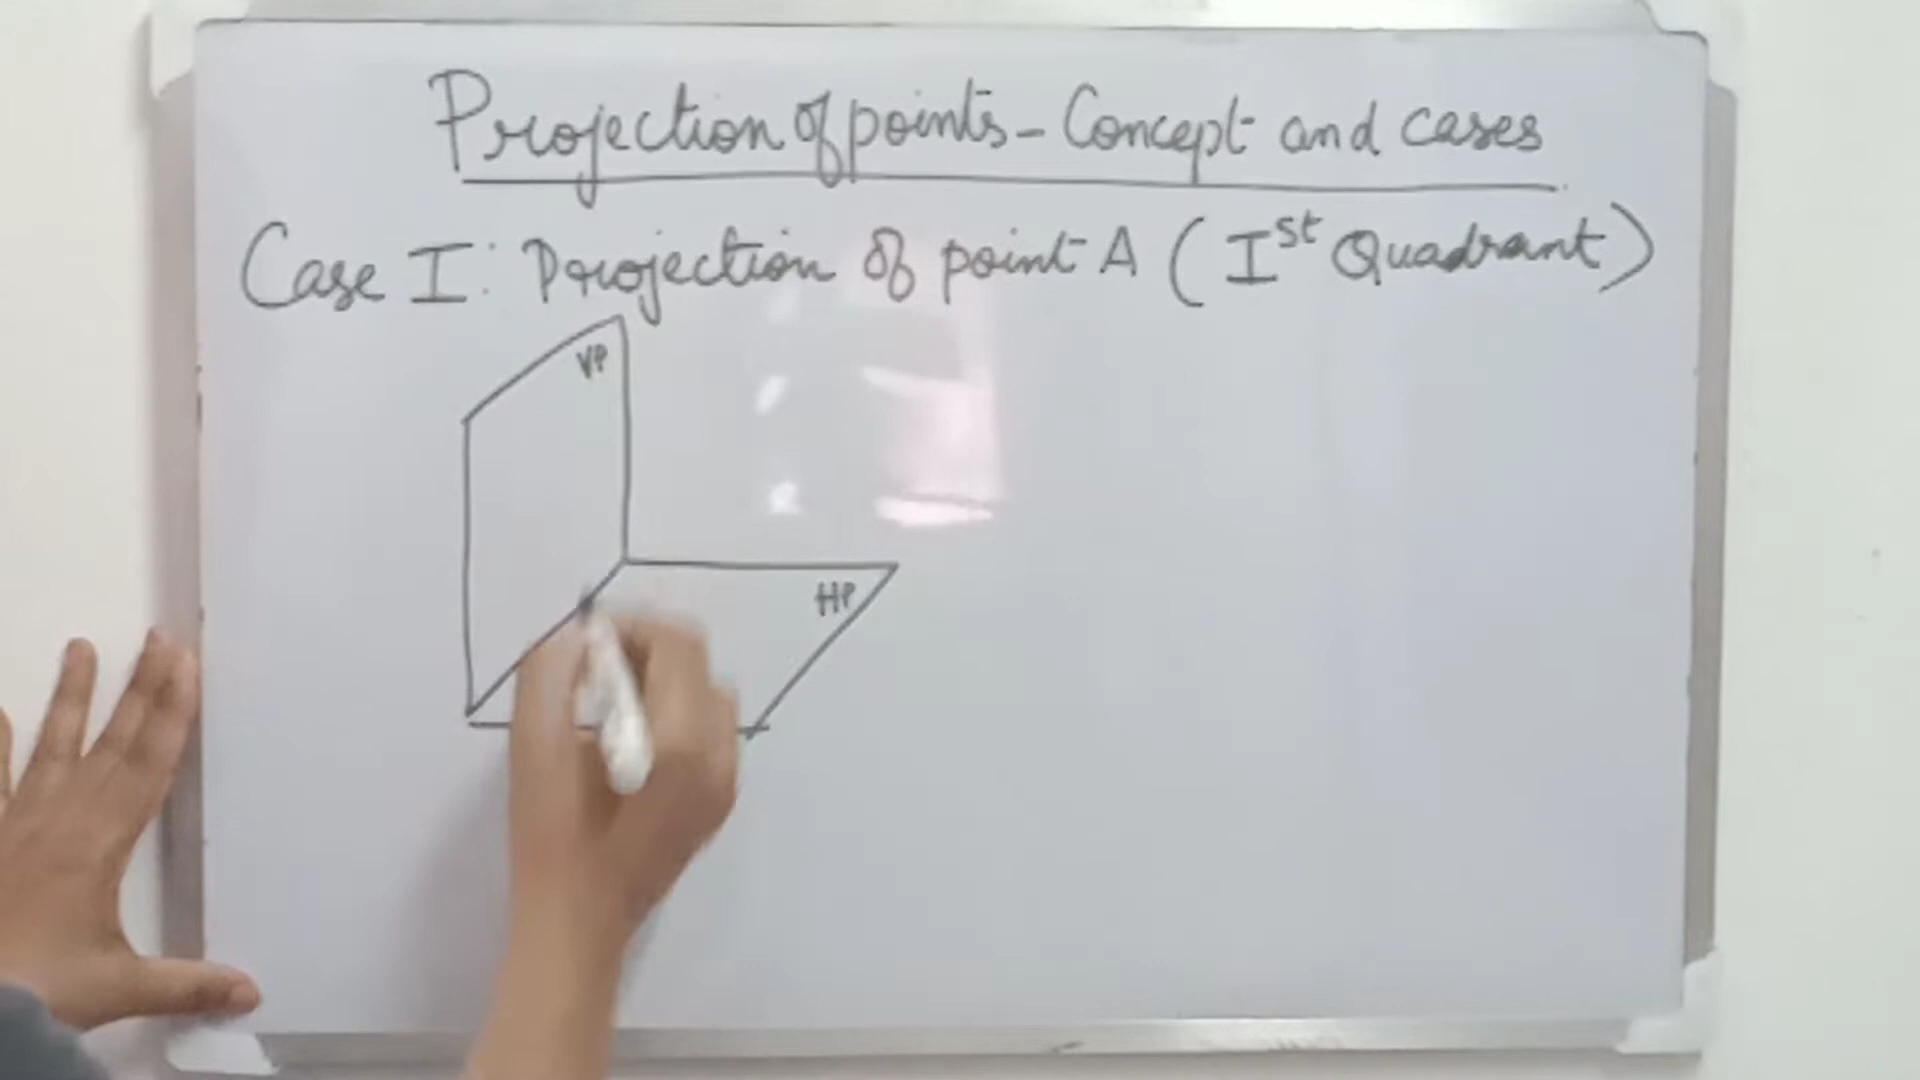 Projection of points - Concept and cases
Case I: Projection of point A (Ist Quadrant)
VP
HP